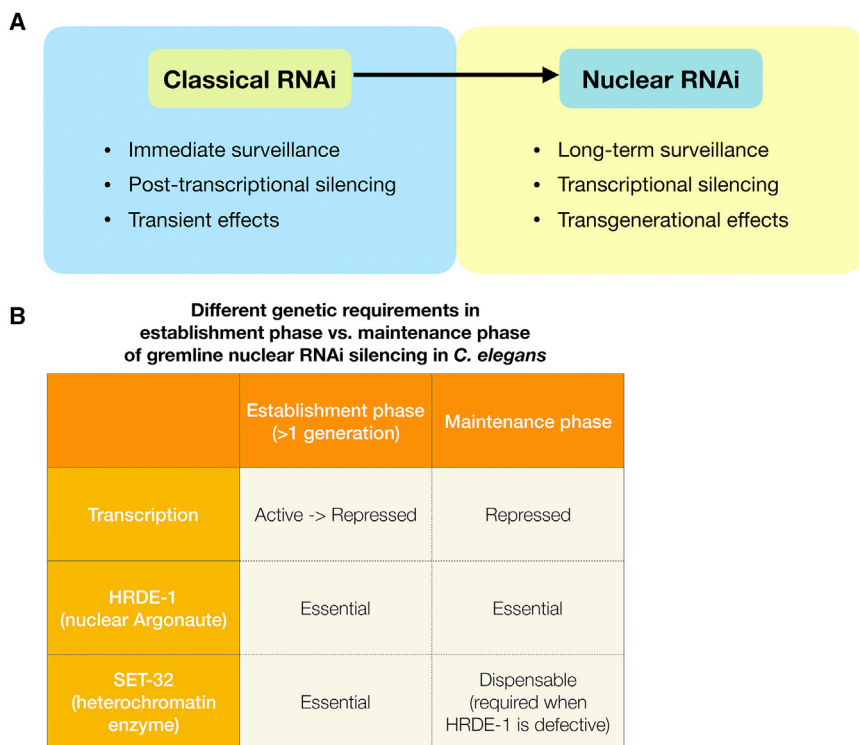 A
Classical RNAi
• Immediate surveillance
• Post-transcriptional silencing
• Transient effects
Nuclear RNAi
• Long-term surveillance
• Transcriptional silencing
• Transgenerational effects
B
Different genetic requirements in
establishment phase vs. maintenance phase
of gremline nuclear RNAi silencing in C. elegans
Establishment phase
(>1 generation)
Maintenance phase
Transcription
Active -> Repressed
Repressed
HRDE-1
(nuclear Argonaute)
Essential
Essential
SET-32
(heterochromatin
enzyme)
Essential
Dispensable
(required when
HRDE-1 is defective)